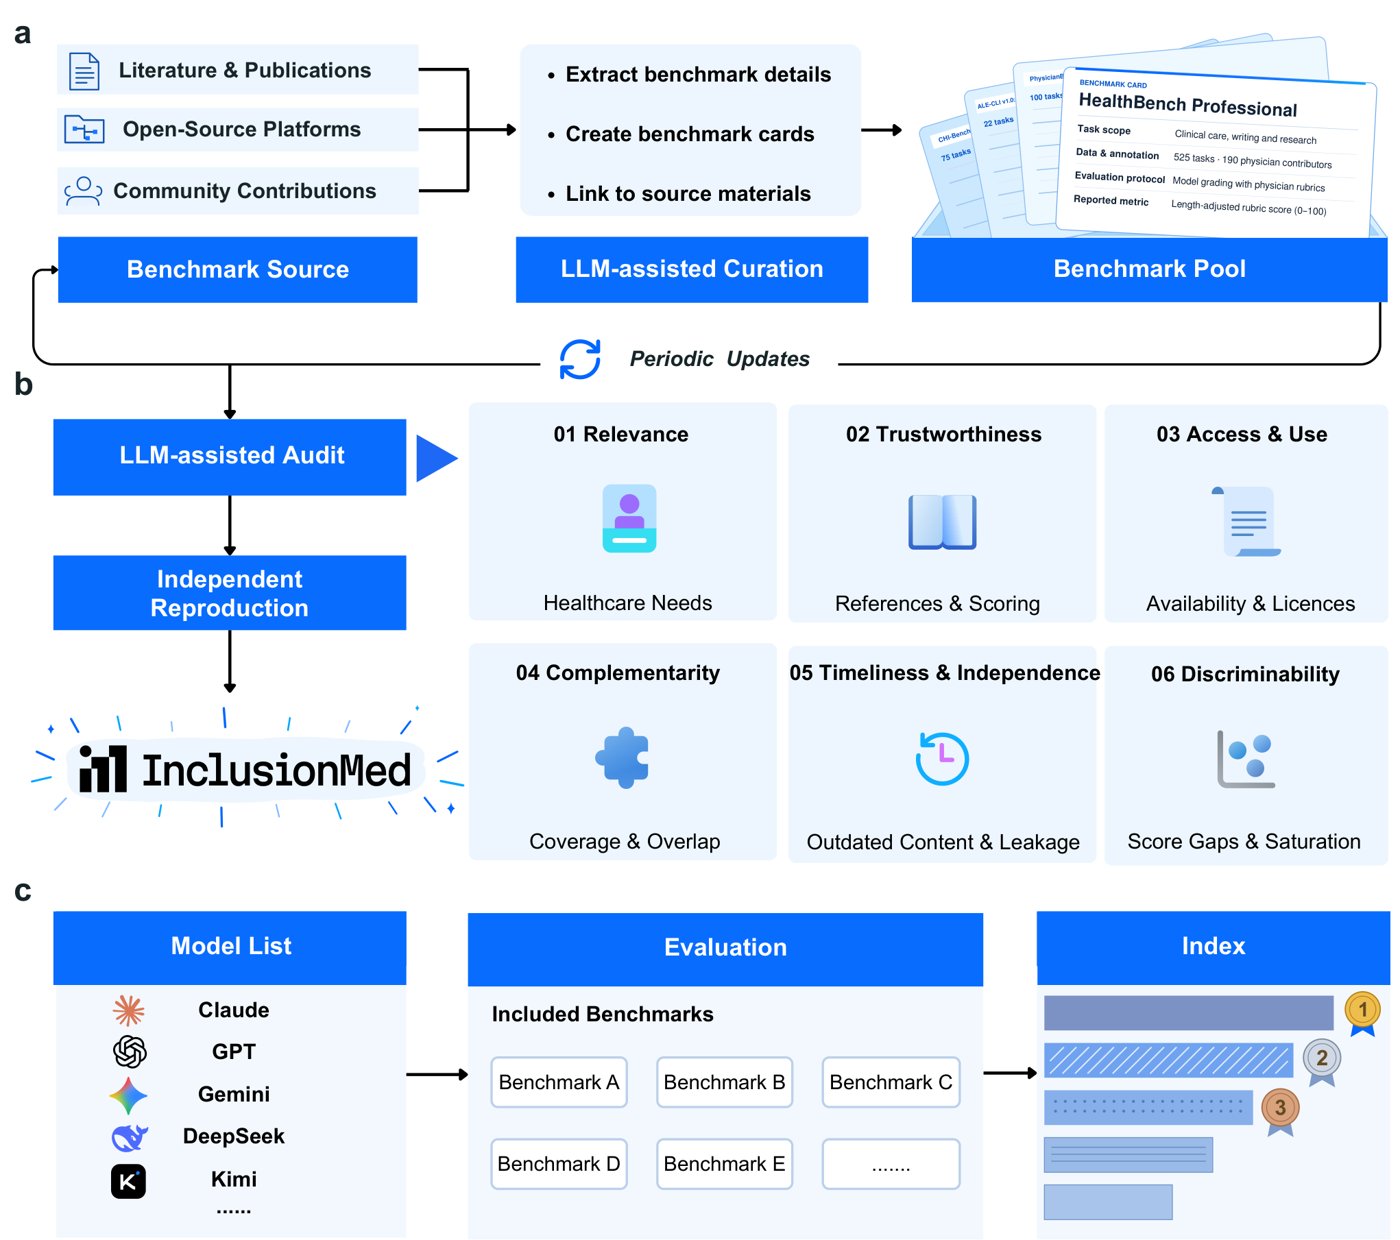 a
Literature & Publications
Open-Source Platforms
Community Contributions
Benchmark Source
• Extract benchmark details
• Create benchmark cards
• Link to source materials
LLM-assisted Curation
CHI-Bench
75 tasks
ALE-CLI v1.0
22 tasks
100 tasks
BENCHMARK CARD
HealthBench Professional
Task scope Clinical care, writing and research
Data & annotation 525 tasks · 190 physician contributors
Evaluation protocol Model grading with physician rubrics
Reported metric Length-adjusted rubric score (0–100)
Benchmark Pool
Periodic Updates
b
LLM-assisted Audit
Independent
Reproduction
InclusionMed
01 Relevance
Healthcare Needs
02 Trustworthiness
References & Scoring
03 Access & Use
Availability & Licences
04 Complementarity
Coverage & Overlap
05 Timeliness & Independence
Outdated Content & Leakage
06 Discriminability
Score Gaps & Saturation
c
Model List
Claude
GPT
Gemini
DeepSeek
K
Kimi
......
Evaluation
Included Benchmarks
Benchmark A
Benchmark B
Benchmark C
Benchmark D
Benchmark E
.......
Index
1
2
3